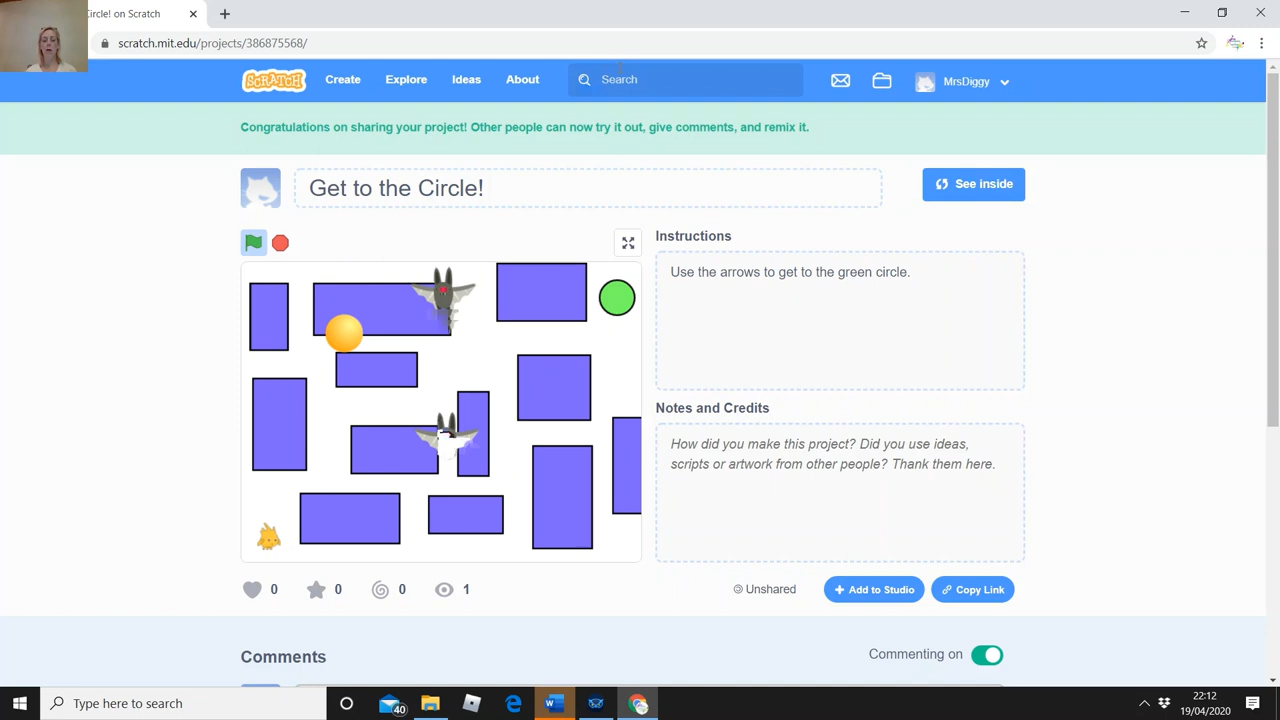 Circle! on Scratch
scratch.mit.edu/projects/386875568/
SCRATCH
Create
Explore
Ideas
About
Search
MrsDiggy
Congratulations on sharing your project! Other people can now try it out, give comments, and remix it.
Get to the Circle!
See inside
Instructions
Use the arrows to get to the green circle.
Notes and Credits
How did you make this project? Did you use ideas,
scripts or artwork from other people? Thank them here.
0
0
0
1
Unshared
Add to Studio
Copy Link
Comments
Commenting on
Type here to search
40
22:12
19/04/2020